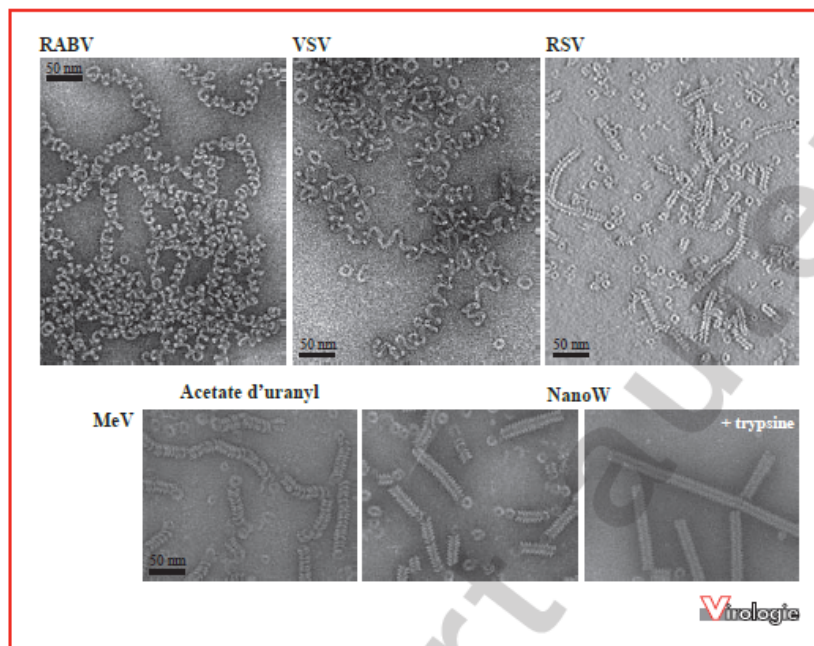 RABV
VSV
RSV
50 nm
50 nm
50 nm
Acetate d'uranyl
NanoW
MeV
+ trypsine
50 nm
Virologie